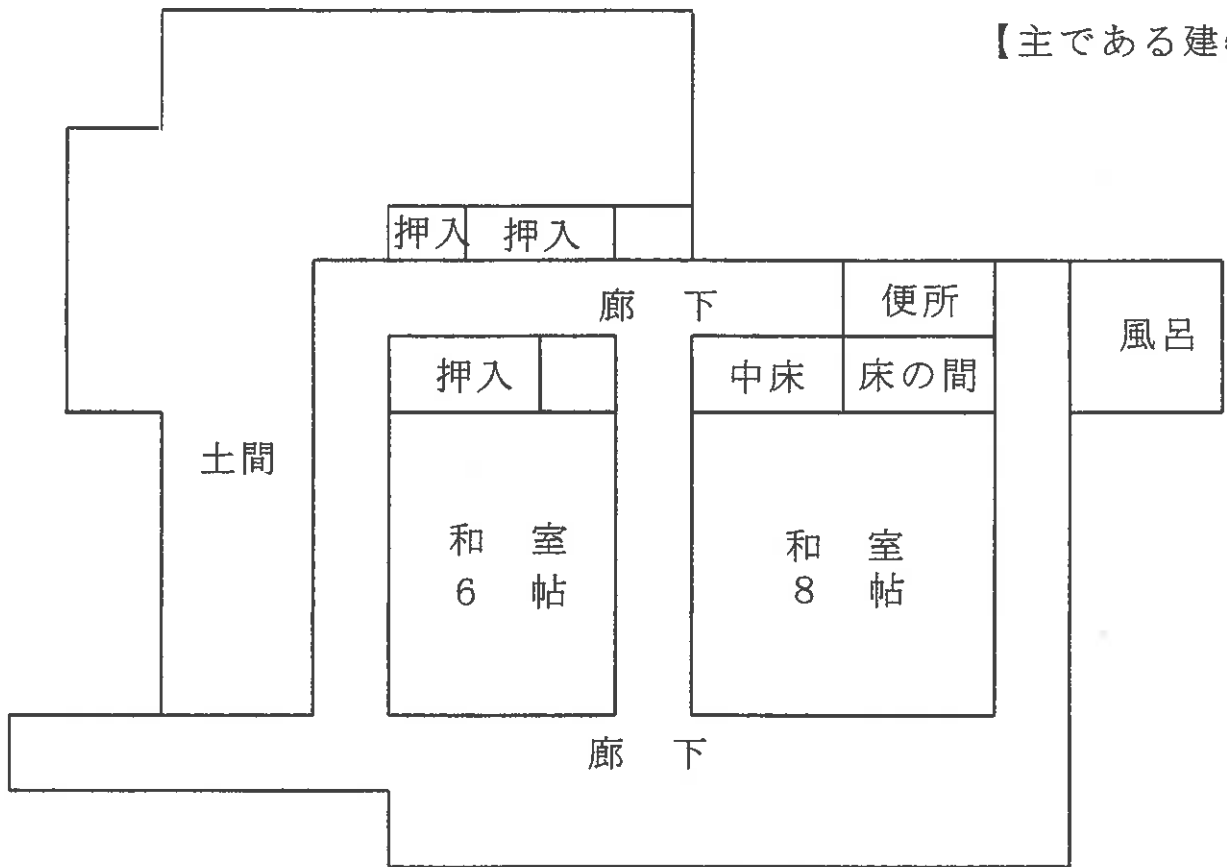 【主である建
押入
押入
廊 下
便所
風呂
押入
中床
床の間
土間
和 室
6 帖
和 室
8 帖
廊 下